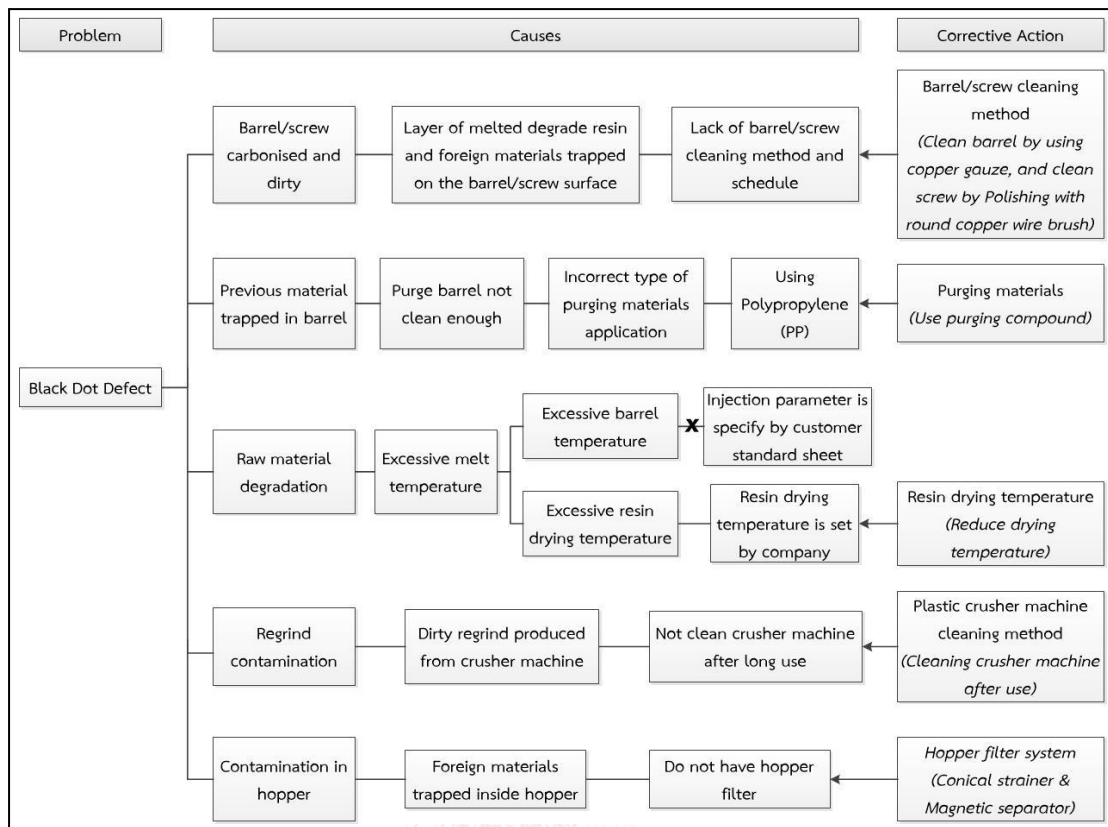 Problem
Causes
Corrective Action
Barrel/screw
carbonised and
dirty
Layer of melted degrade resin
and foreign materials trapped
on the barrel/screw surface
Lack of barrel/screw
cleaning method and
schedule
Barrel/screw cleaning
method
(Clean barrel by using
copper gauze, and clean
screw by Polishing with
round copper wire brush)
Previous material
trapped in barrel
Purge barrel not
clean enough
Incorrect type of
purging materials
application
Using
Polypropylene
(PP)
Purging materials
(Use purging compound)
Black Dot Defect
Raw material
degradation
Excessive melt
temperature
Excessive barrel
temperature
x
Injection parameter is
specify by customer
standard sheet
Excessive resin
drying temperature
Resin drying
temperature is set
by company
Resin drying temperature
(Reduce drying
temperature)
Regrind
contamination
Dirty regrind produced
from crusher machine
Not clean crusher machine
after long use
Plastic crusher machine
cleaning method
(Cleaning crusher machine
after use)
Contamination in
hopper
Foreign materials
trapped inside hopper
Do not have hopper
filter
Hopper filter system
(Conical strainer &
Magnetic separator)